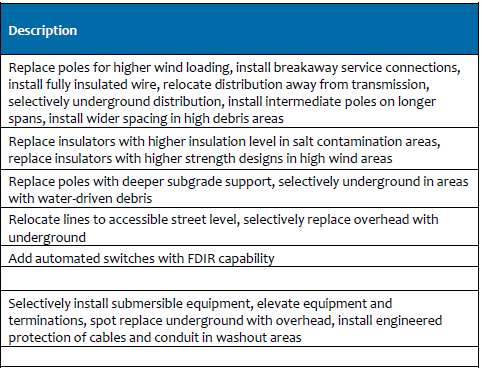 Description
Replace poles for higher wind loading, install breakaway service connections,
install fully insulated wire, relocate distribution away from transmission,
selectively underground distribution, install intermediate poles on longer
spans, install wider spacing in high debris areas
Replace insulators with higher insulation level in salt contamination areas,
replace insulators with higher strength designs in high wind areas
Replace poles with deeper subgrade support, selectively underground in areas
with water-driven debris
Relocate lines to accessible street level, selectively replace overhead with
underground
Add automated switches with FDIR capability
Selectively install submersible equipment, elevate equipment and
terminations, spot replace underground with overhead, install engineered
protection of cables and conduit in washout areas